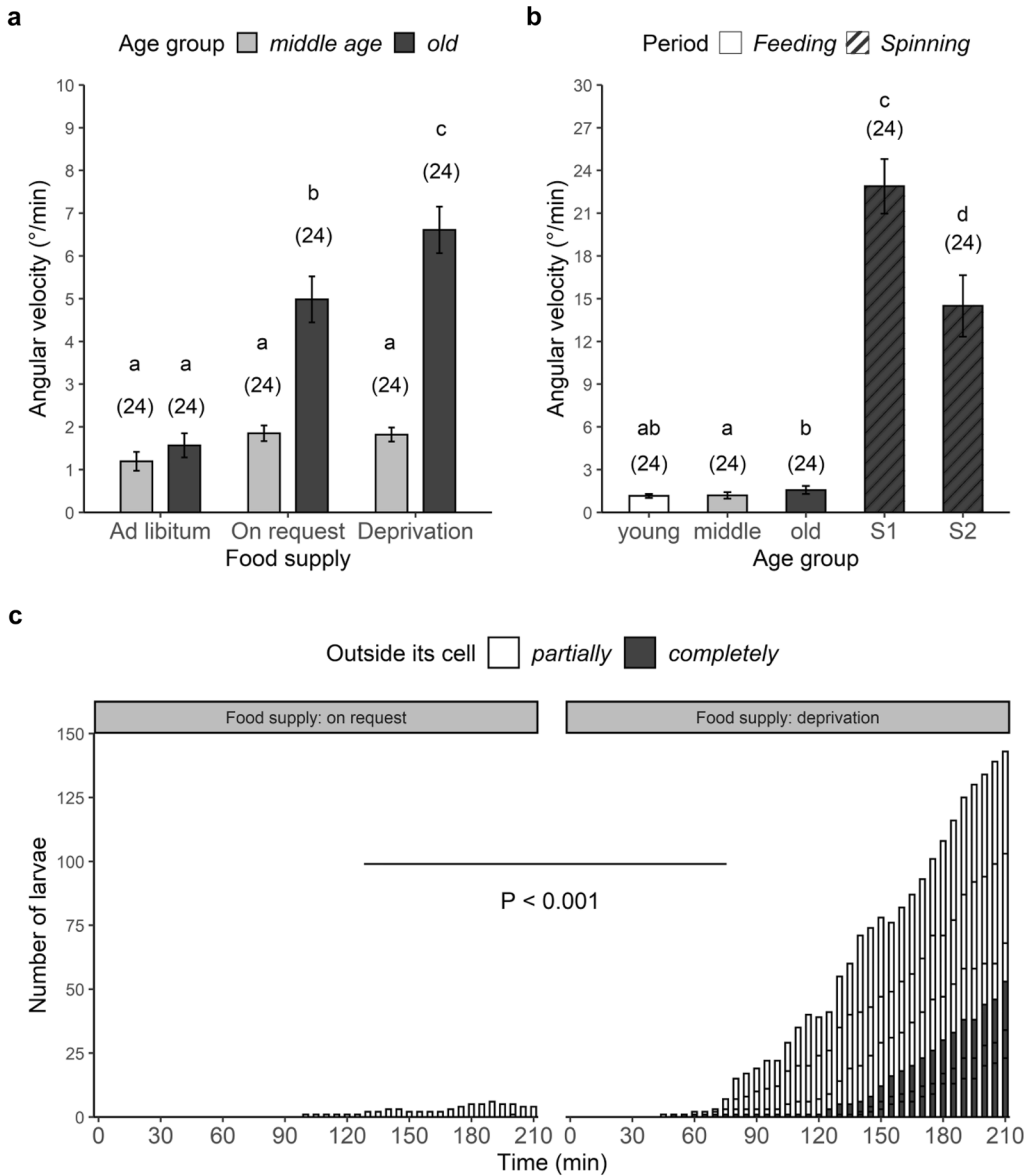 a
Age group middle age old
Angular velocity (°/min)
10
9
8
7
6
5
4
3
2
1
0
a
(24)
a
(24)
a
(24)
b
(24)
a
(24)
c
(24)
Ad libitum On request Deprivation
Food supply
b
Period Feeding Spinning
Angular velocity (°/min)
30
27
24
21
18
15
12
9
6
3
0
ab
(24)
a
(24)
b
(24)
c
(24)
d
(24)
young middle old S1 S2
Age group
c
Outside its cell partially completely
Food supply: on request
Food supply: deprivation
Number of larvae
150
125
100
75
50
25
0
P < 0.001
0 30 60 90 120 150 180 210
0 30 60 90 120 150 180 210
Time (min)